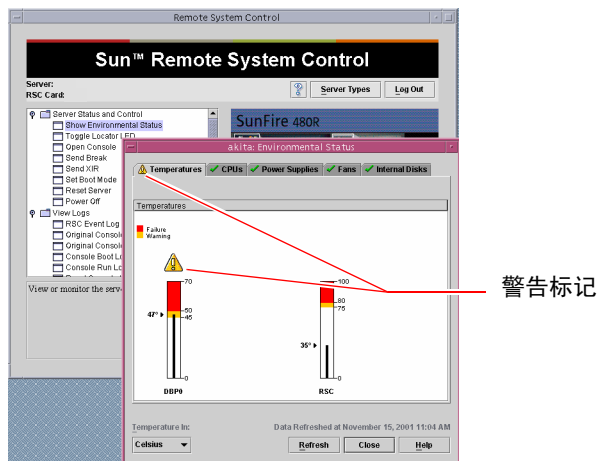 Remote System Control
Sun™ Remote System Control
Server:
RSC Card:
Server Types
Log Out
Server Status and Control
Show Environmental Status
Toggle Locator LED
Open Console
Send Break
Send XIR
Set Boot Mode
Reset Server
Power Off
View Logs
RSC Event Log
Original Consol
Original Consol
Console Boot Lo
Console Run Lo
View or monitor the serv
SunFire 480R
akita: Environmental Status
Temperatures
CPUs
Power Supplies
Fans
Internal Disks
Temperatures
Failure
Warning
70
50
45
47°
0
DBP0
100
80
75
35°
0
RSC
警告标记
Temperature In:
Data Refreshed at November 15, 2001 11:04 AM
Celsius
Refresh
Close
Help